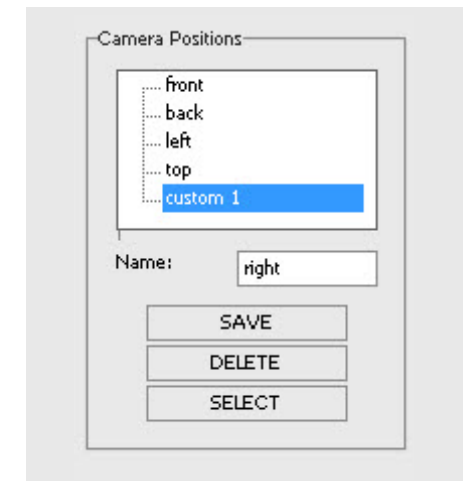 Camera Positions
front
back
left
top
custom 1
Name:
right
SAVE
DELETE
SELECT